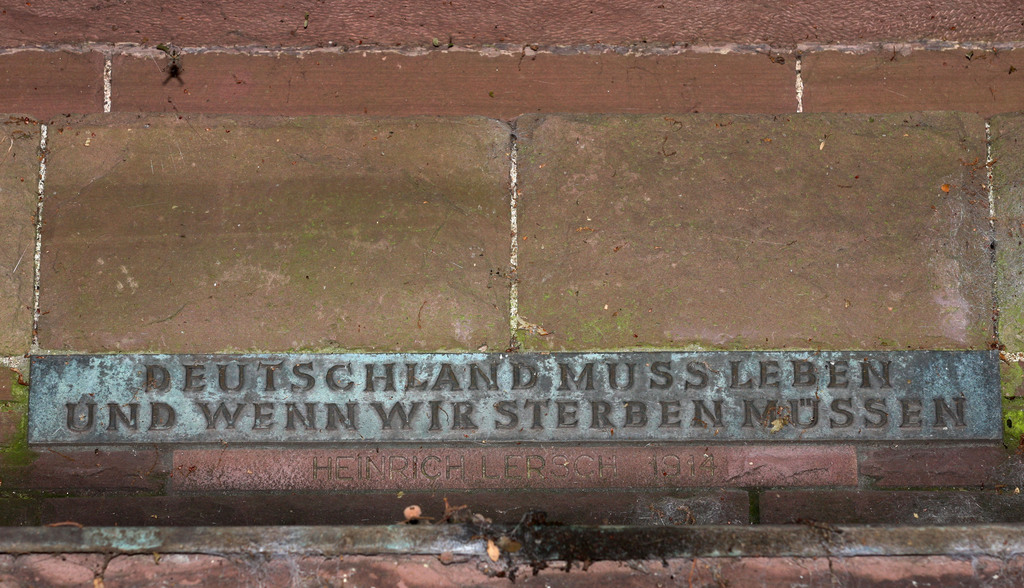 DEUTSCHLAND MUSS LEBEN
UND WENN WIR STERBEN MÜSSEN
HEINRICH LERSCH 1914